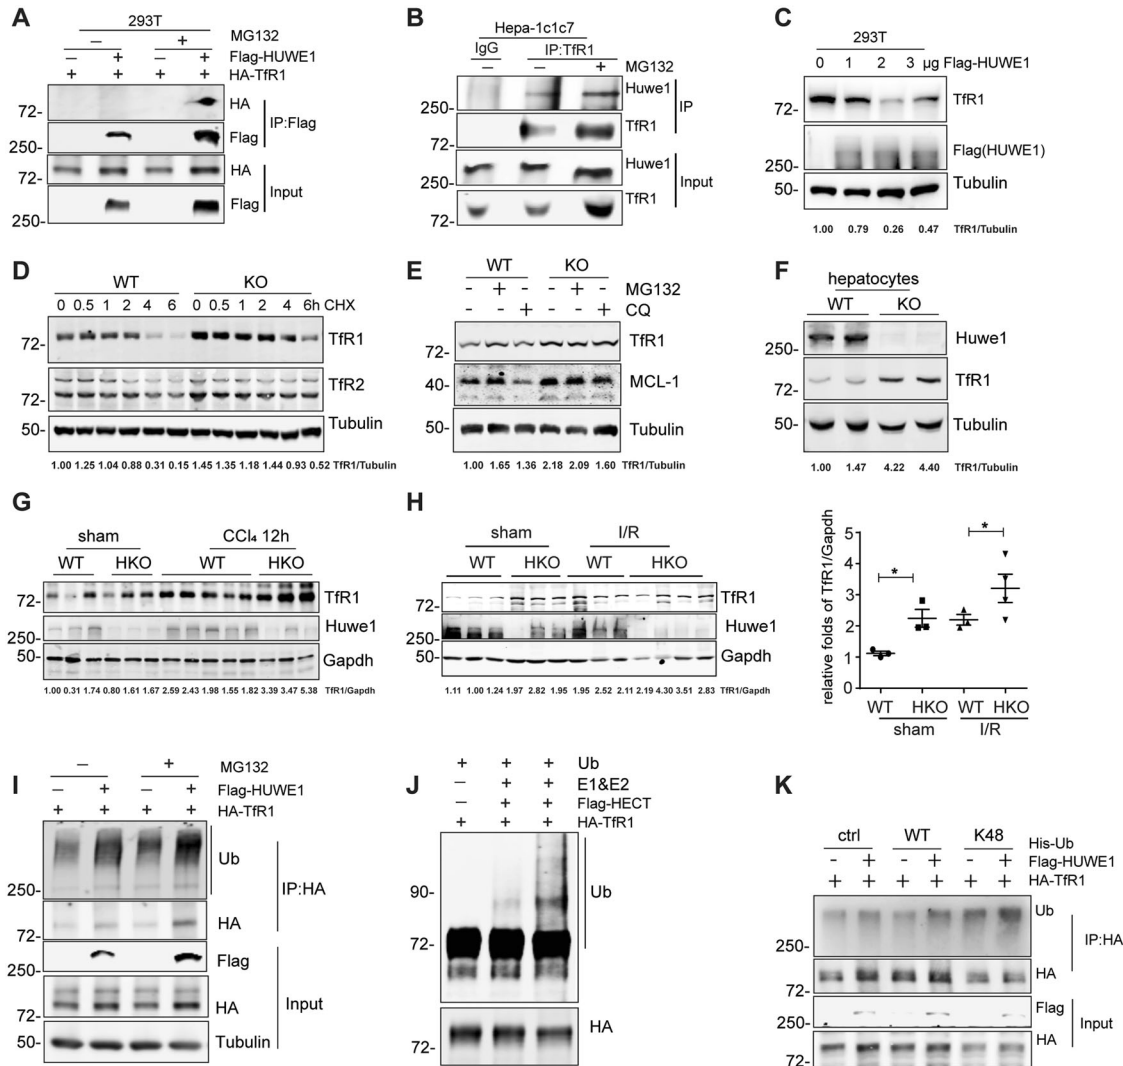 A
293T
– + MG132
– + – + Flag-HUWE1
+ + + + HA-TfR1
72- HA
Flag
IP:Flag
72- HA
250- Flag
Input
B
Hepa-1c1c7
IgG IP:TfR1
– – + MG132
250- Huwe1
TfR1
IP
250- Huwe1
72- TfR1
Input
C
293T
0 1 2 3 µg Flag-HUWE1
72- TfR1
250- Flag(HUWE1)
50- Tubulin
1.00 0.79 0.26 0.47 TfR1/Tubulin
D
WT KO
0 0.5 1 2 4 6 0 0.5 1 2 4 6h CHX
72- TfR1
72- TfR2
50- Tubulin
1.00 1.25 1.04 0.88 0.31 0.15 1.45 1.35 1.18 1.44 0.93 0.52 TfR1/Tubulin
E
WT KO
- + - - + - MG132
- - + - - + CQ
72- TfR1
40- MCL-1
50- Tubulin
1.00 1.65 1.36 2.18 2.09 1.60 TfR1/Tubulin
F
hepatocytes
WT KO
250- Huwe1
72- TfR1
50- Tubulin
1.00 1.47 4.22 4.40 TfR1/Tubulin
G
sham CCl₄ 12h
WT HKO WT HKO
72- TfR1
250- Huwe1
50- Gapdh
1.00 0.31 1.74 0.80 1.61 1.67 2.59 2.43 1.98 1.55 1.82 3.39 3.47 5.38 TfR1/Gapdh
H
sham I/R
WT HKO WT HKO
72- TfR1
250- Huwe1
50- Gapdh
1.11 1.00 1.24 1.97 2.82 1.95 1.95 2.52 2.11 2.19 4.30 3.51 2.83 TfR1/Gapdh
relative folds of TfR1/Gapdh
5
4
3
2
1
0
* *
WT HKO WT HKO
sham I/R
I
– + MG132
– + – + Flag-HUWE1
+ + + + HA-TfR1
250- Ub
HA
IP:HA
250- Flag
72- HA
50- Tubulin
Input
J
+ + + Ub
– + + E1&E2
– + + Flag-HECT
+ + + HA-TfR1
90-
72-
Ub
72- HA
K
ctrl WT K48 His-Ub
- + - + - + Flag-HUWE1
+ + + + + + HA-TfR1
250- Ub
72- HA
IP:HA
250- Flag
72- HA
Input